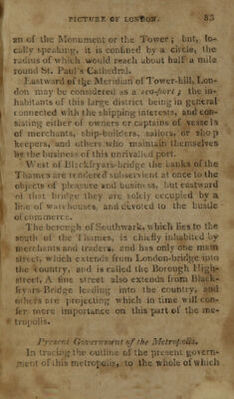 PICTURE OF LONDON. 83
an of the Monument or the Tower; but, lo-
cally speaking, it is confined by a circle, the
radius of which would reach about half a mile
round St. Paul's Cathedral.
Eastward of the Meridian of Tower-hill, Lon-
don may be considered as a sea-port; the in-
habitants of this large district being in general
connected with the shipping interests, and con-
sisting either of owners or captains of vessels
of merchants, ship-builders, sailors, or shop
keepers, and others who maintain themselves
by the business of this unrivalled port.
West of Blackfryars-bridge the banks of the
Thames are rendered subservient at once to the
objects of pleasure and business, but eastward
of that bridge they are solely occupied by a
line of warehouses, and devoted to the bustle
of commerce.
The borough of Southwark, which lies to the
south of the Thames, is chiefly inhabited by
merchants and traders, and has only one main
street, which extends from London-bridge into
the country, and is called the Borough High-
street. A fine street also extends from Black-
fryars-Bridge leading into the country, and
others are projecting which in time will con-
fer more importance on this part of the me-
tropolis.
Present Government of the Metropolis.
In tracing the outline of the present govern-
ment of this metropolis, to the whole of which